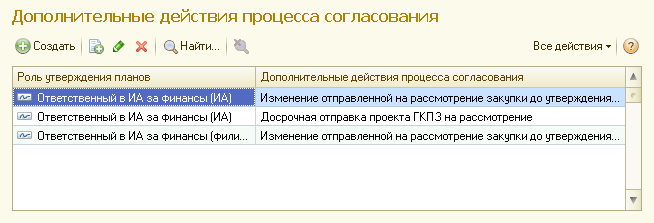 Дополнительные действия процесса согласования
Создать Найти... Все действия ?
Роль утверждения планов Дополнительные действия процесса согласования
Ответственный в ИА за финансы (ИА) Изменение отправленной на рассмотрение закупки до утверждения...
Ответственный в ИА за финансы (ИА) Досрочная отправка проекта ГКПЗ на рассмотрение
Ответственный в ИА за финансы (фили... Изменение отправленной на рассмотрение закупки до утверждения...